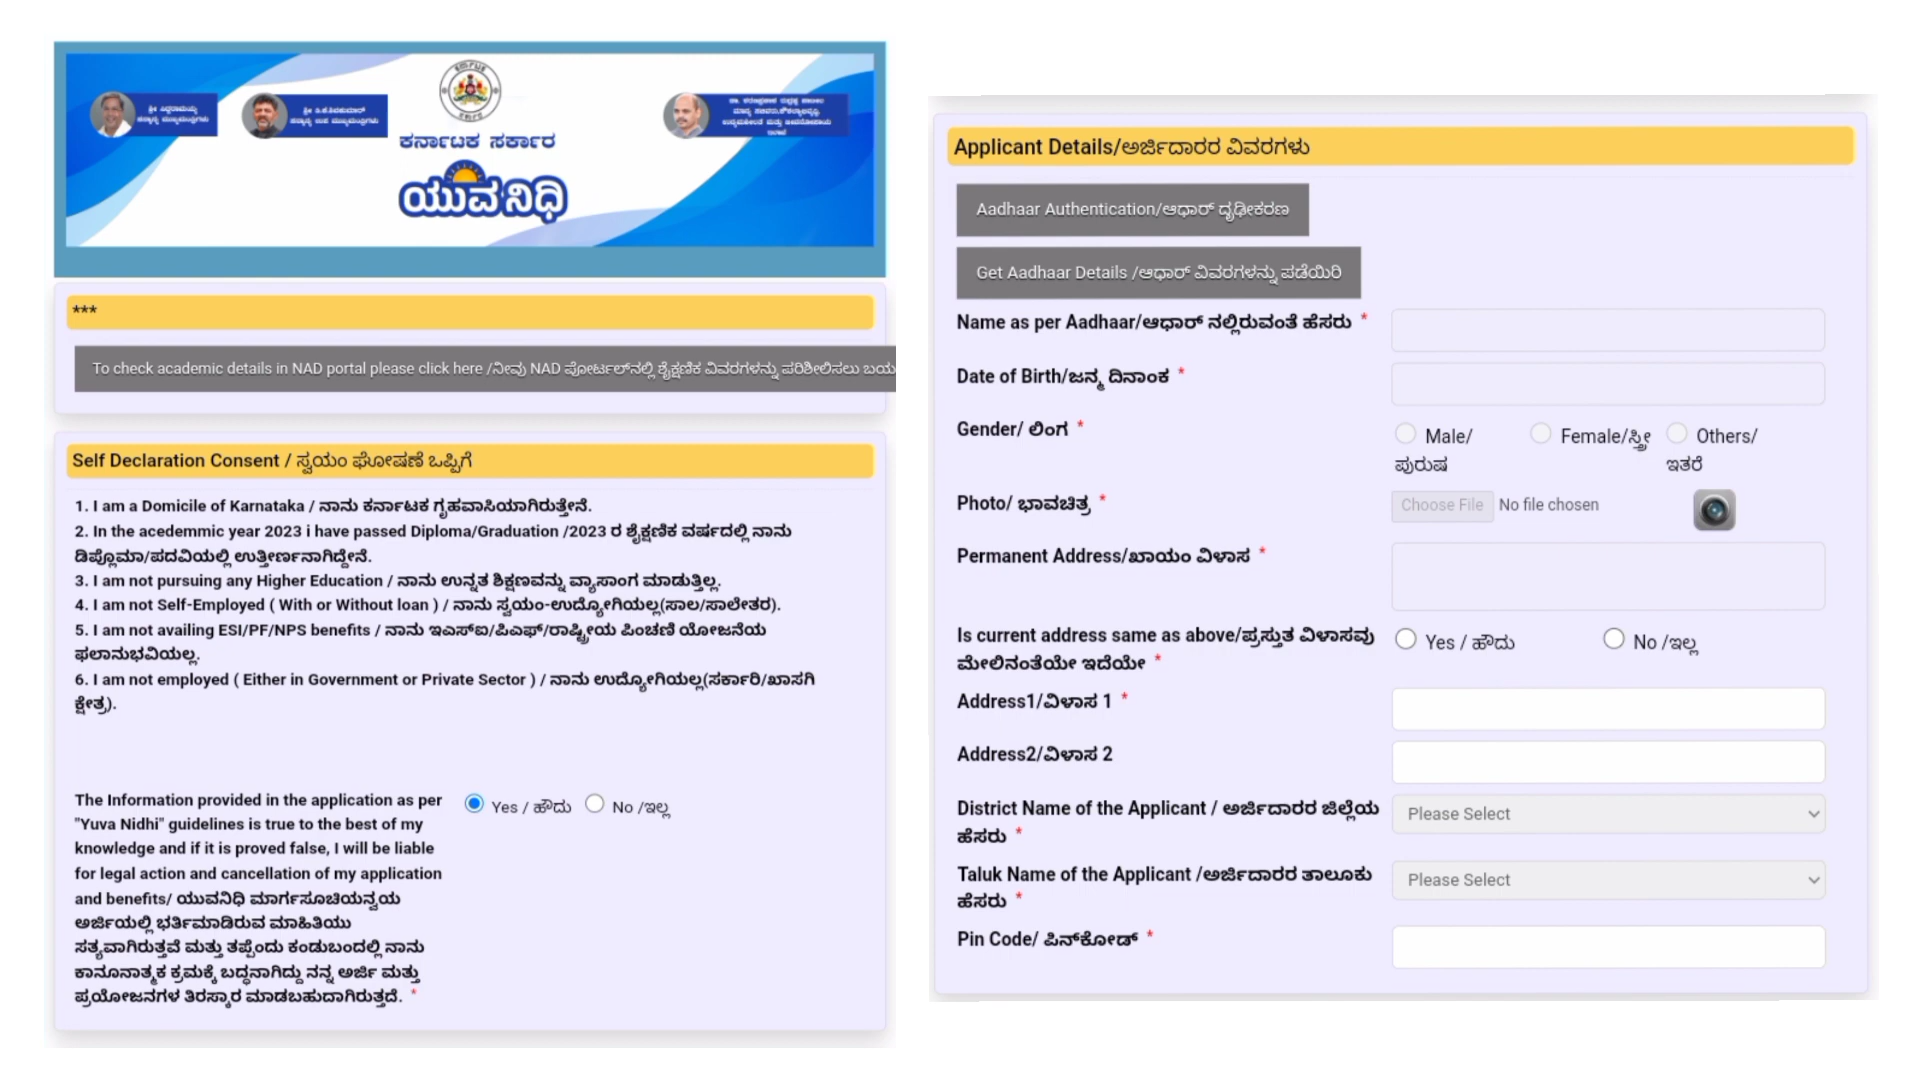 ಶ್ರೀ ಸಿದ್ದರಾಮಯ್ಯ
ಶ್ರೀ ಡಿ.ಕೆ.ಶಿವಕುಮಾರ್
ಕರ್ನಾಟಕ ಸರ್ಕಾರ
ಯುವನಿಧಿ
***
To check academic details in NAD portal please click here /ನೀವು NAD ಪೋರ್ಟಲ್‌ನಲ್ಲಿ ಶೈಕ್ಷಣಿಕ ವಿವರಗಳನ್ನು ಪರಿಶೀಲಿಸಲು ಬಯ
Self Declaration Consent / ಸ್ವಯಂ ಘೋಷಣೆ ಒಪ್ಪಿಗೆ
1. I am a Domicile of Karnataka / ನಾನು ಕರ್ನಾಟಕ ಗೃಹವಾಸಿಯಾಗಿರುತ್ತೇನೆ.
2. In the acedemmic year 2023 i have passed Diploma/Graduation /2023 ರ ಶೈಕ್ಷಣಿಕ ವರ್ಷದಲ್ಲಿ ನಾನು
ಡಿಪ್ಲೊಮಾ/ಪದವಿಯಲ್ಲಿ ಉತ್ತೀರ್ಣನಾಗಿದ್ದೇನೆ.
3. I am not pursuing any Higher Education / ನಾನು ಉನ್ನತ ಶಿಕ್ಷಣವನ್ನು ವ್ಯಾಸಾಂಗ ಮಾಡುತ್ತಿಲ್ಲ.
4. I am not Self-Employed ( With or Without loan ) / ನಾನು ಸ್ವಯಂ-ಉದ್ಯೋಗಿಯಲ್ಲ(ಸಾಲ/ಸಾಲೇತರ).
5. I am not availing ESI/PF/NPS benefits / ನಾನು ಇಎಸ್ಐ/ಪಿಎಫ್/ರಾಷ್ಟ್ರೀಯ ಪಿಂಚಣಿ ಯೋಜನೆಯ
ಫಲಾನುಭವಿಯಲ್ಲ.
6. I am not employed ( Either in Government or Private Sector ) / ನಾನು ಉದ್ಯೋಗಿಯಲ್ಲ(ಸರ್ಕಾರಿ/ಖಾಸಗಿ
ಕ್ಷೇತ್ರ).
The Information provided in the application as per
"Yuva Nidhi" guidelines is true to the best of my
knowledge and if it is proved false, I will be liable
for legal action and cancellation of my application
and benefits/ ಯುವನಿಧಿ ಮಾರ್ಗಸೂಚಿಯನ್ವಯ
ಅರ್ಜಿಯಲ್ಲಿ ಭರ್ತಿಮಾಡಿರುವ ಮಾಹಿತಿಯು
ಸತ್ಯವಾಗಿರುತ್ತವೆ ಮತ್ತು ತಪ್ಪೆಂದು ಕಂಡುಬಂದಲ್ಲಿ ನಾನು
ಕಾನೂನಾತ್ಮಕ ಕ್ರಮಕ್ಕೆ ಬದ್ಧನಾಗಿದ್ದು ನನ್ನ ಅರ್ಜಿ ಮತ್ತು
ಪ್ರಯೋಜನಗಳ ತಿರಸ್ಕಾರ ಮಾಡಬಹುದಾಗಿರುತ್ತದೆ. *
Yes / ಹೌದು No /ಇಲ್ಲ
Applicant Details/ಅರ್ಜಿದಾರರ ವಿವರಗಳು
Aadhaar Authentication/ಆಧಾರ್ ದೃಢೀಕರಣ
Get Aadhaar Details /ಆಧಾರ್ ವಿವರಗಳನ್ನು ಪಡೆಯಿರಿ
Name as per Aadhaar/ಆಧಾರ್ ನಲ್ಲಿರುವಂತೆ ಹೆಸರು *
Date of Birth/ಜನ್ಮ ದಿನಾಂಕ *
Gender/ ಲಿಂಗ *
Male/ Female/ಸ್ತ್ರೀ Others/
ಪುರುಷ ಇತರೆ
Photo/ ಭಾವಚಿತ್ರ * Choose File No file chosen
Permanent Address/ಖಾಯಂ ವಿಳಾಸ *
Is current address same as above/ಪ್ರಸ್ತುತ ವಿಳಾಸವು
ಮೇಲಿನಂತೆಯೇ ಇದೆಯೇ *
Yes / ಹೌದು No /ಇಲ್ಲ
Address1/ವಿಳಾಸ 1 *
Address2/ವಿಳಾಸ 2
District Name of the Applicant / ಅರ್ಜಿದಾರರ ಜಿಲ್ಲೆಯ
ಹೆಸರು *
Please Select
Taluk Name of the Applicant /ಅರ್ಜಿದಾರರ ತಾಲೂಕು
ಹೆಸರು *
Please Select
Pin Code/ ಪಿನ್‌ಕೋಡ್ *